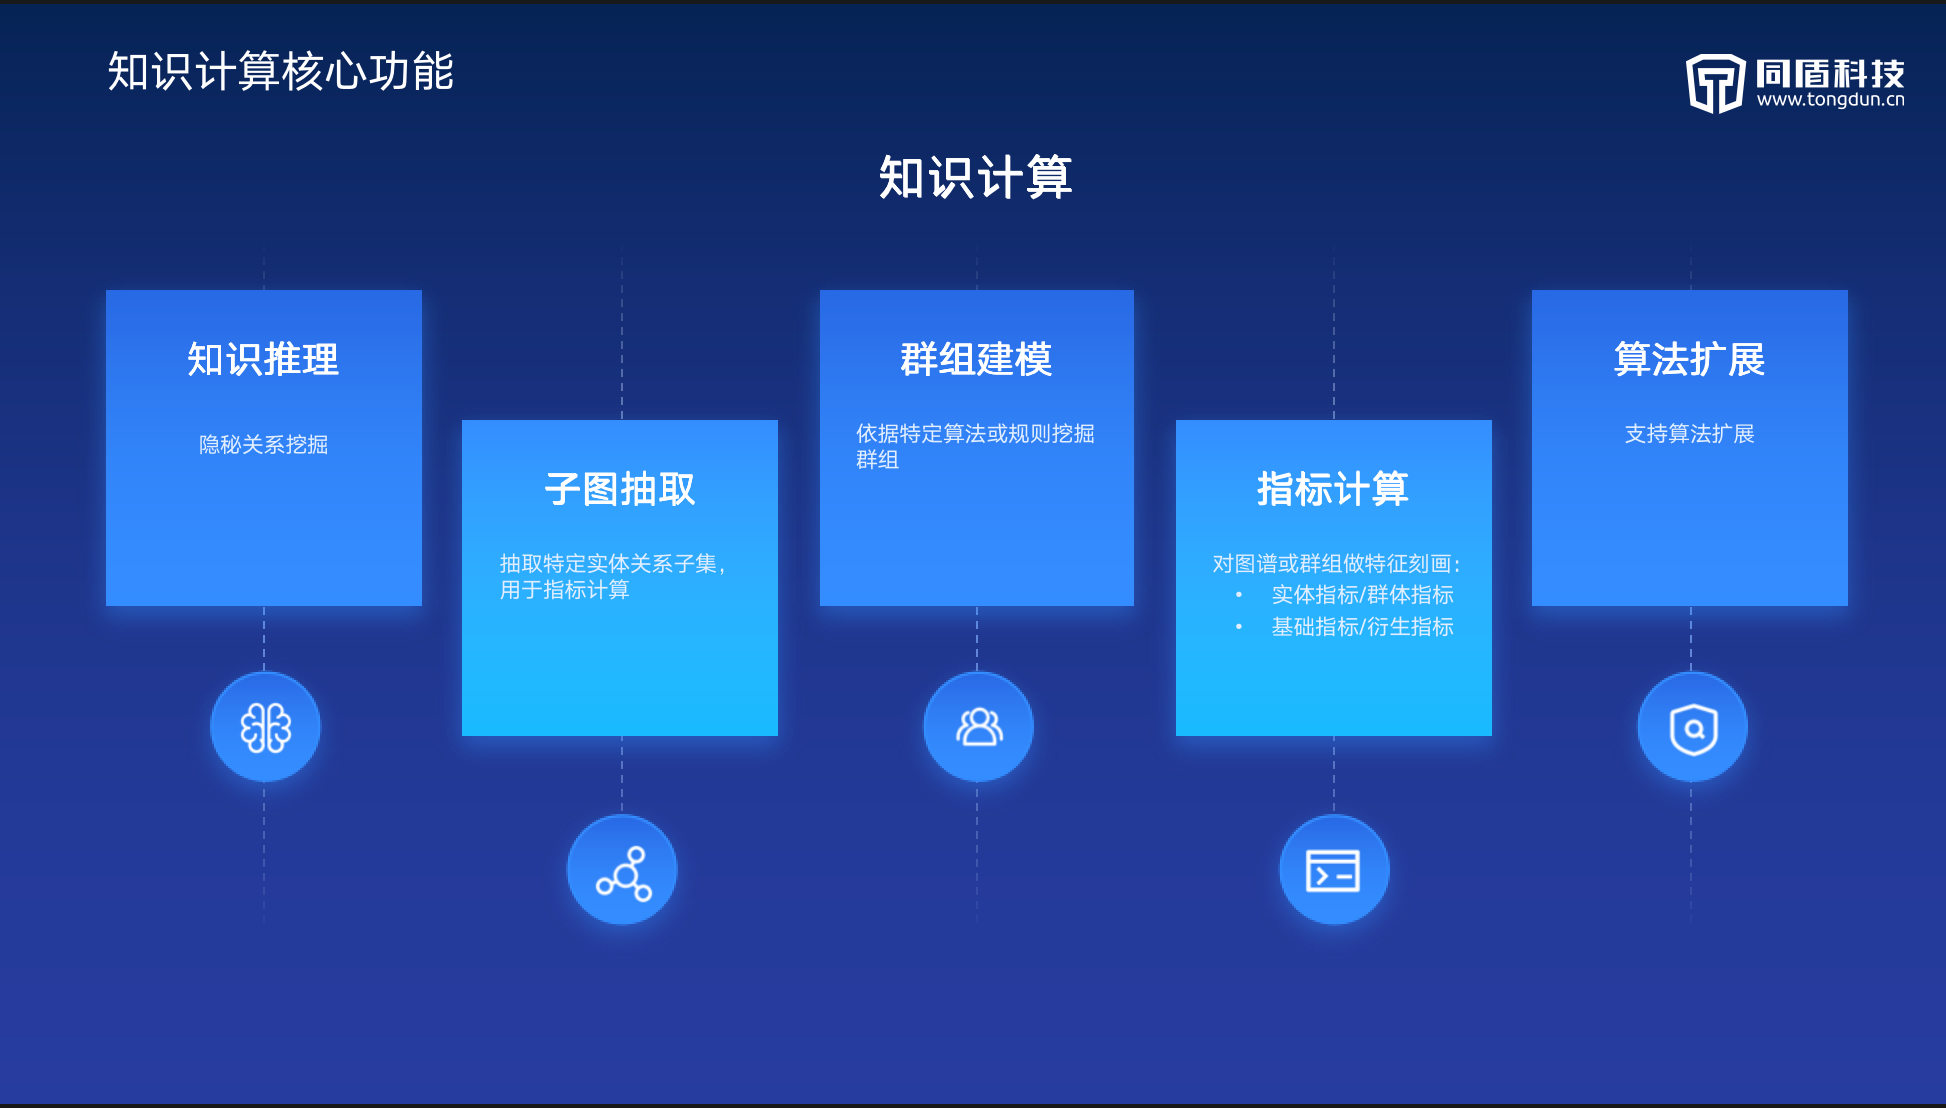 知识计算核心功能
同盾科技
www.tongdun.cn
知识计算
知识推理
隐秘关系挖掘
子图抽取
抽取特定实体关系子集，
用于指标计算
群组建模
依据特定算法或规则挖掘
群组
指标计算
对图谱或群组做特征刻画：
• 实体指标/群体指标
• 基础指标/衍生指标
算法扩展
支持算法扩展